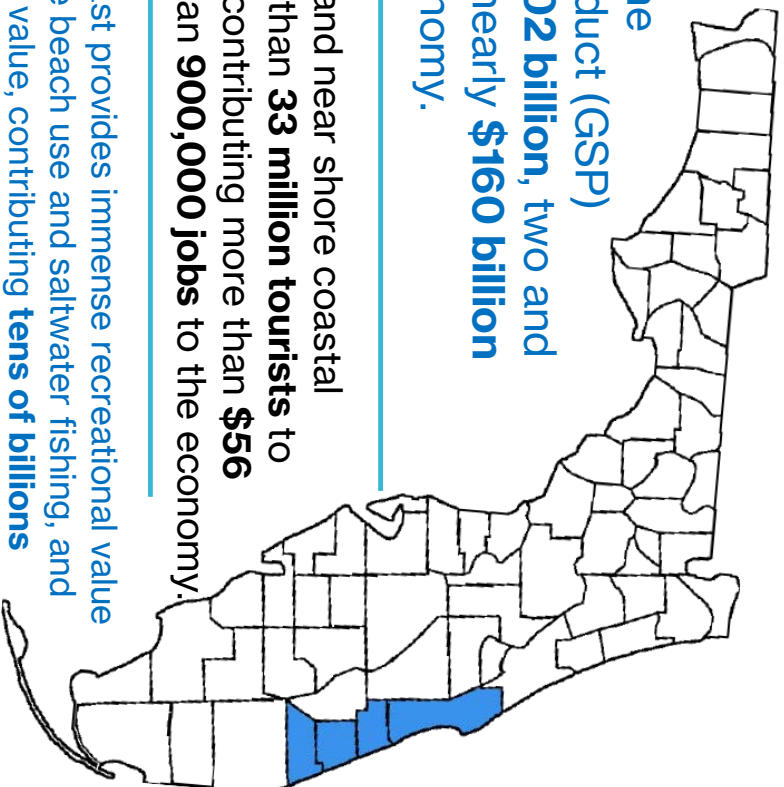 ne
duct (GSP)
02 billion, two and
nearly $160 billion
nomy.
and near shore coastal
than 33 million tourists to
contributing more than $56
an 900,000 jobs to the economy.
st provides immense recreational value
e beach use and saltwater fishing, and
value, contributing tens of billions